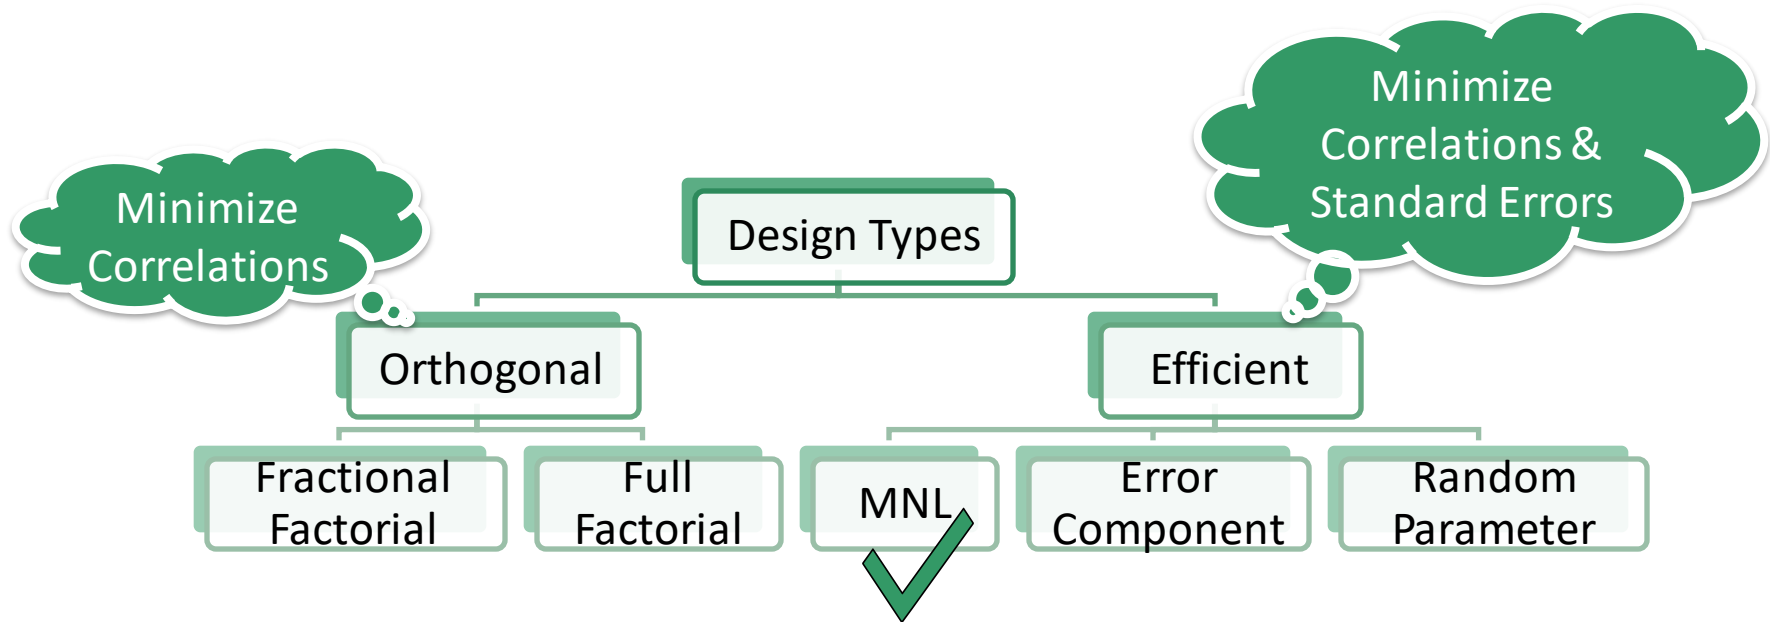 Minimize
Correlations &
Standard Errors
Minimize
Correlations
Design Types
Orthogonal
Efficient
Fractional
Factorial
Full
Factorial
MNL
Error
Component
Random
Parameter